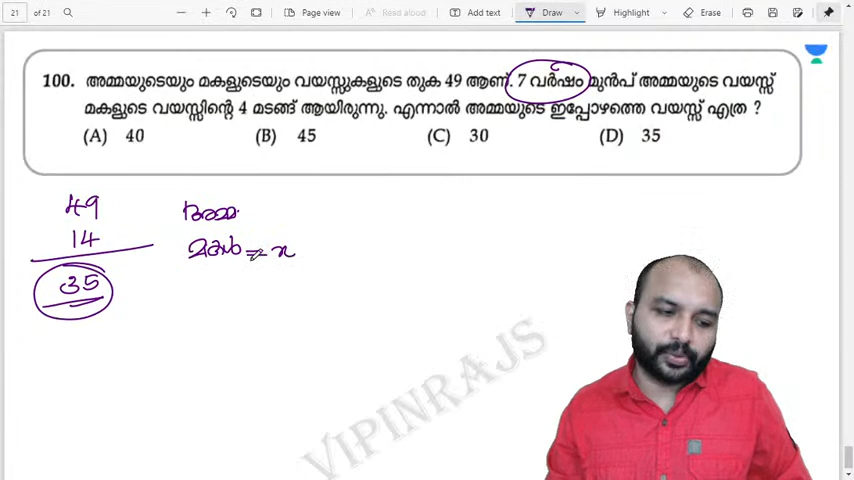 21 of 21 Page view Read aloud Add text Draw Highlight Erase
100. അമ്മയുടെയും മകളുടെയും വയസ്സുകളുടെ തുക 49 ആണ്. 7 വർഷം മുൻപ് അമ്മയുടെ വയസ്സ്
മകളുടെ വയസിന്റെ 4 മടങ്ങ് ആയിരുന്നു. എന്നാൽ അമ്മയുടെ ഇപ്പോഴത്തെ വയസ്സ് എത്ര ?
(A) 40 (B) 45 (C) 30 (D) 35
49 അമ്മ
14 മകൾ = x
35
VIPINRAJS